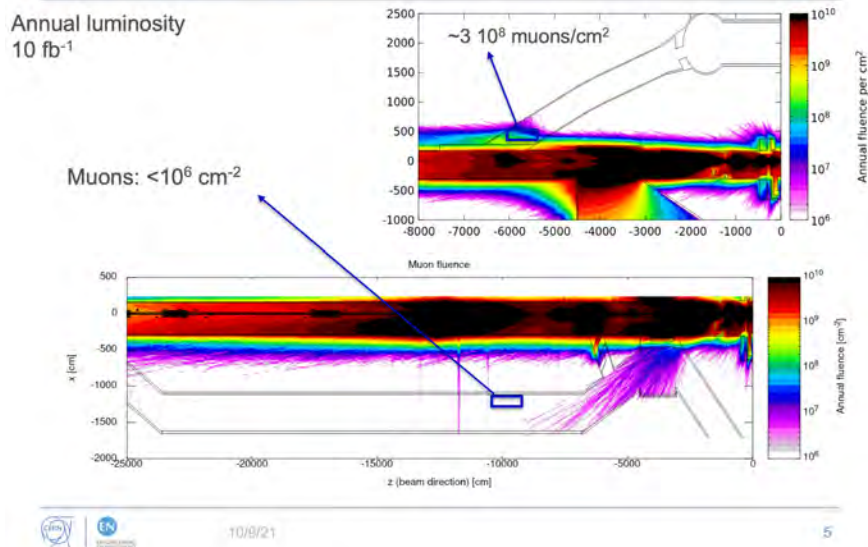 Annual luminosity
10 fb⁻¹
~3 10⁸ muons/cm²
2500
2000
1500
1000
500
0
-500
-1000
-8000 -7000 -6000 -5000 -4000 -3000 -2000 -1000 0
10¹⁰
10⁹
10⁸
10⁷
10⁶
Annual fluence per cm²
Muons: <10⁶ cm⁻²
Muon fluence
500
0
-500
-1000
-1500
-2000
x [cm]
-25000 -20000 -15000 -10000 -5000 0
z (beam direction) [cm]
10¹⁰
10⁹
10⁸
10⁷
10⁶
Annual fluence [cm⁻²]
CERN
EN
ENGINEERING
10/8/21
5